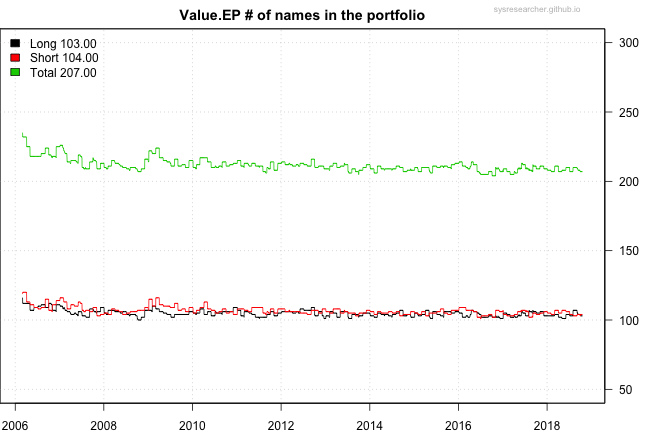 Value.EP # of names in the portfolio
sysresearcher.github.io
Long 103.00
Short 104.00
Total 207.00
300
250
200
150
100
50
2006 2008 2010 2012 2014 2016 2018